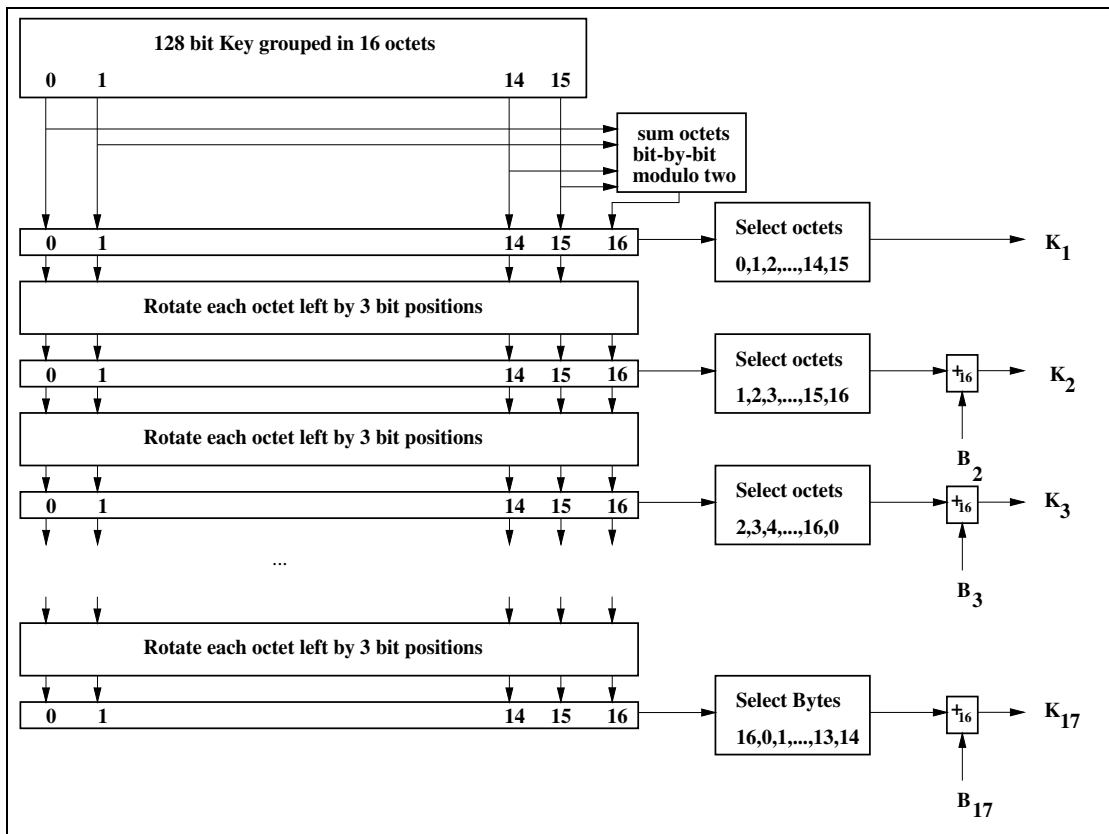 128 bit Key grouped in 16 octets
0 1 14 15
sum octets
bit-by-bit
modulo two
0 1 14 15 16
Select octets
0,1,2,...,14,15
K1
Rotate each octet left by 3 bit positions
0 1 14 15 16
Select octets
1,2,3,...,15,16
+16
K2
B2
Rotate each octet left by 3 bit positions
0 1 14 15 16
Select octets
2,3,4,...,16,0
+16
K3
B3
...
Rotate each octet left by 3 bit positions
0 1 14 15 16
Select Bytes
16,0,1,...,13,14
+16
K17
B17